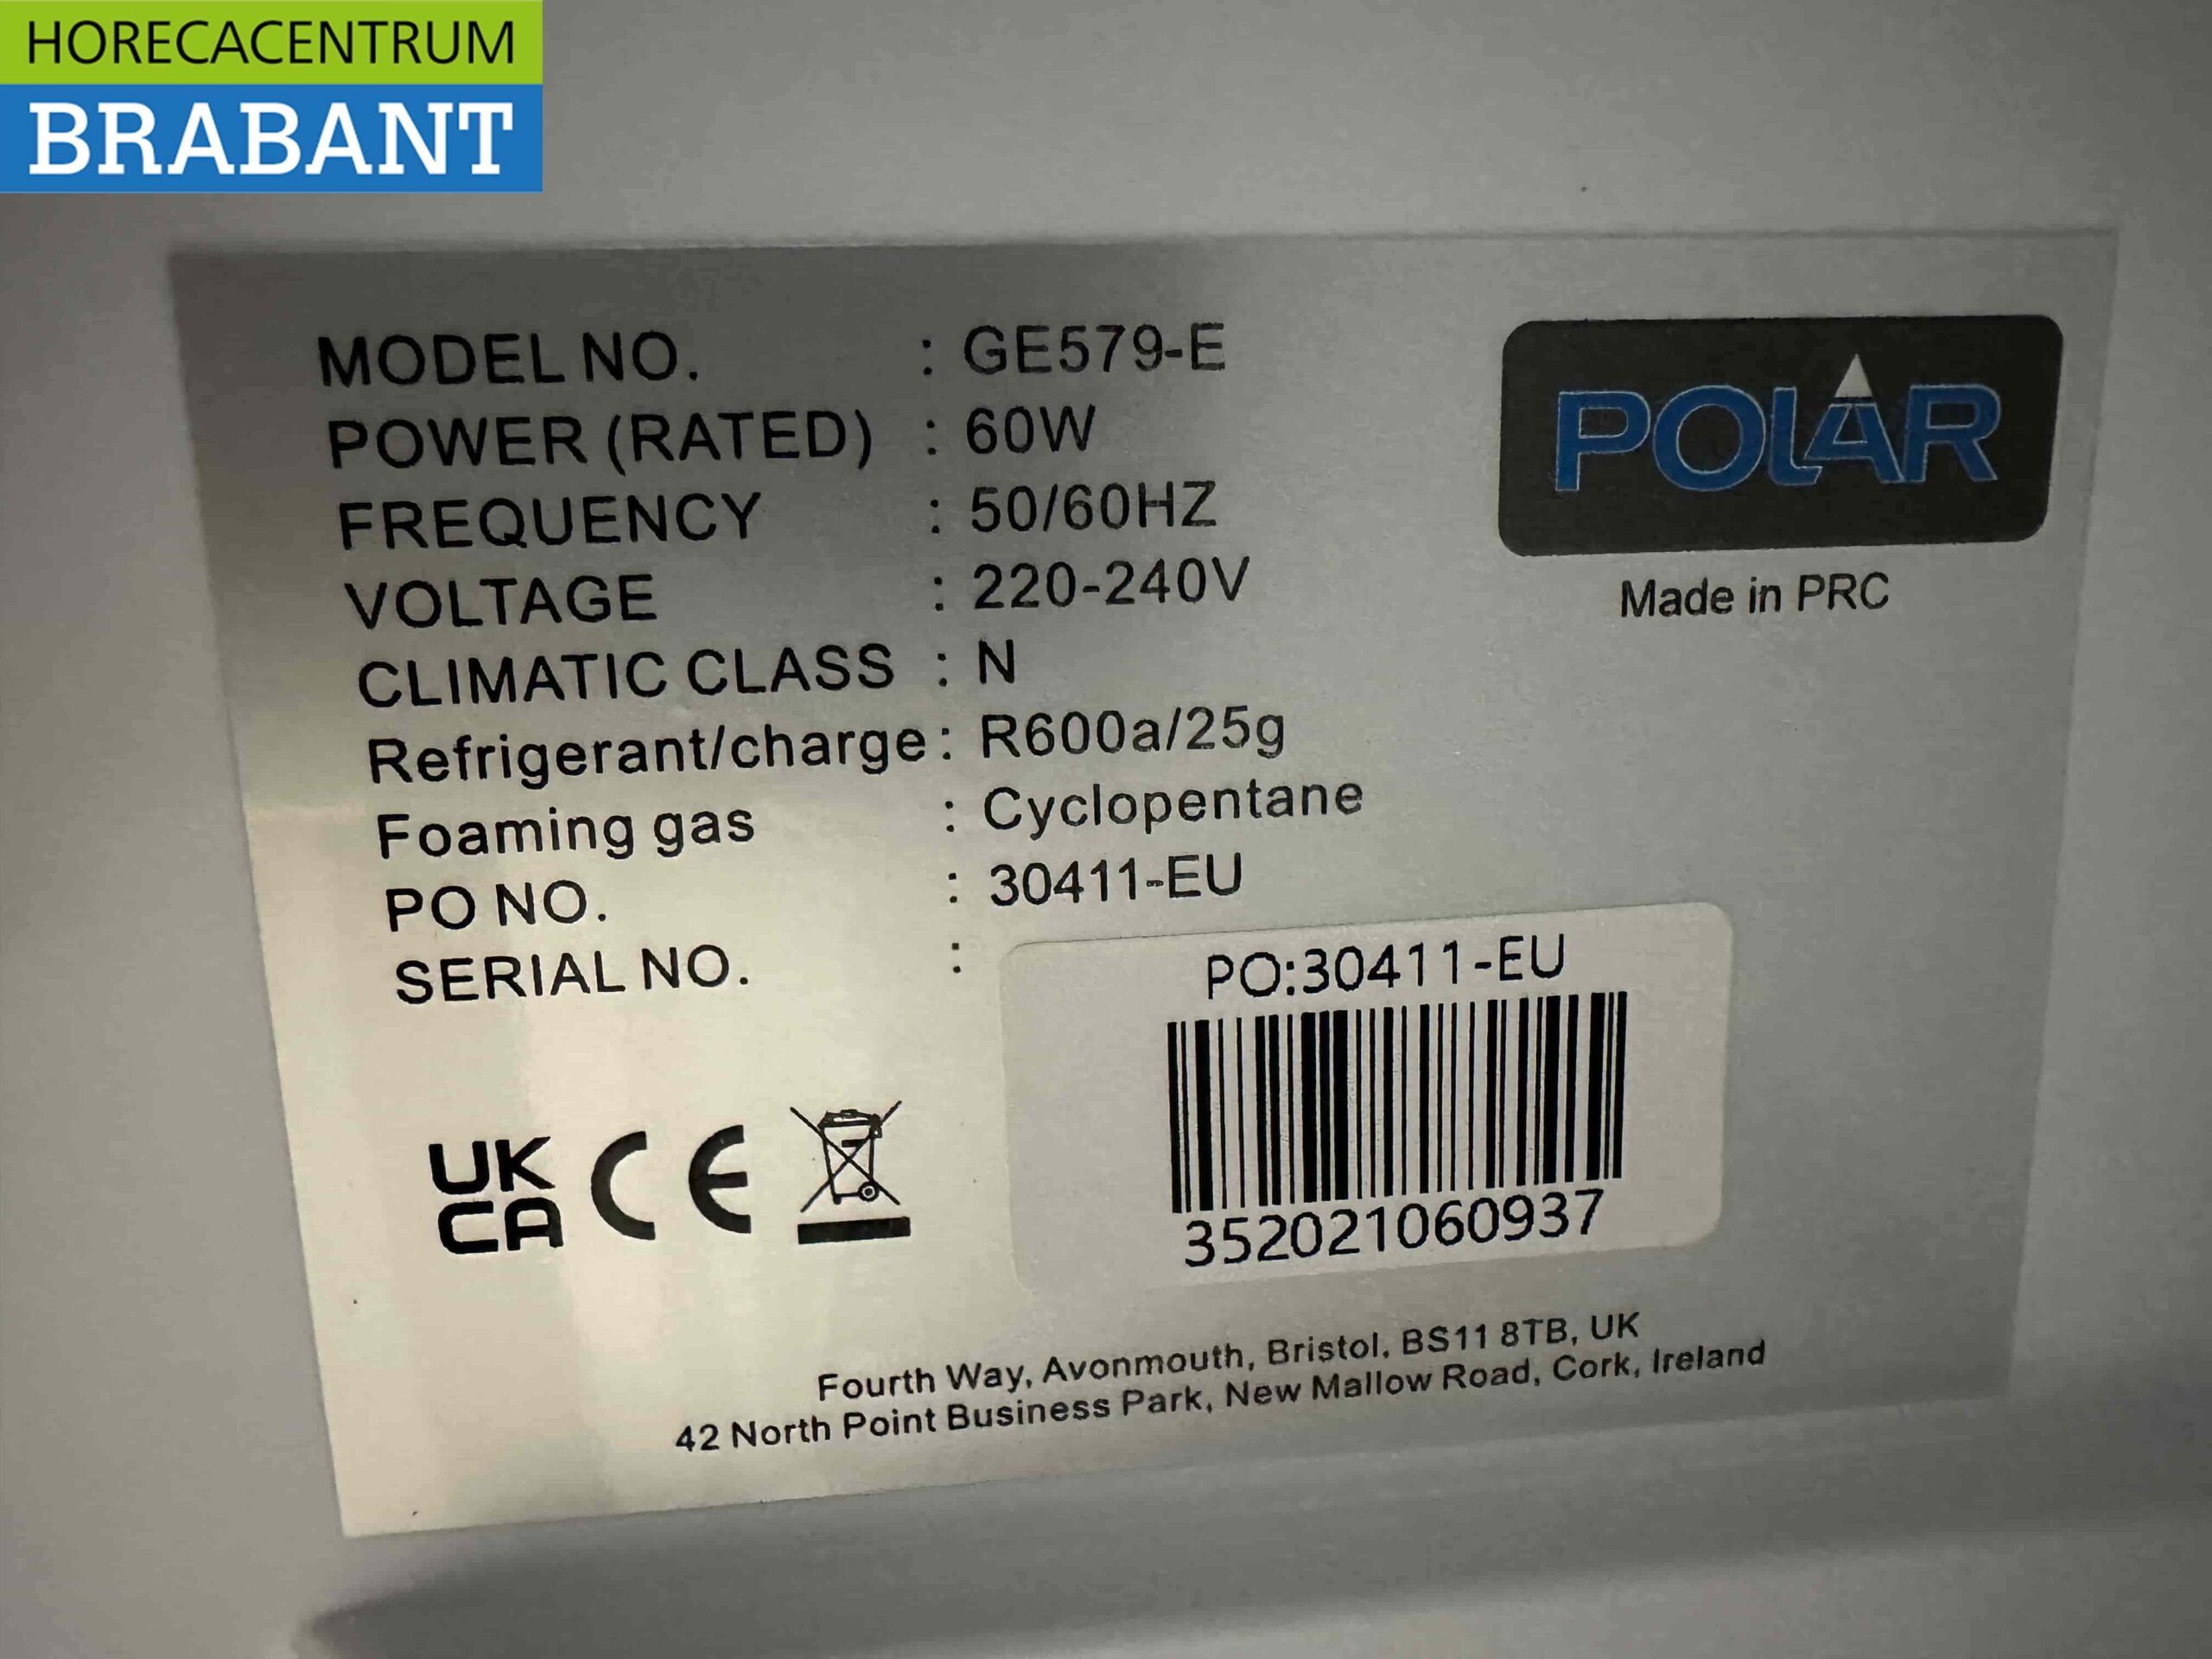 HORECACENTRUM
BRABANT
MODEL NO. : GE579-E
POWER (RATED) : 60W
FREQUENCY : 50/60HZ
VOLTAGE : 220-240V
CLIMATIC CLASS : N
Refrigerant/charge : R600a/25g
Foaming gas : Cyclopentane
PO NO. : 30411-EU
SERIAL NO. :
POLAR
Made in PRC
PO:30411-EU
352021060937
UK
CA
CE
Fourth Way, Avonmouth, Bristol, BS11 8TB, UK
42 North Point Business Park, New Mallow Road, Cork, Ireland